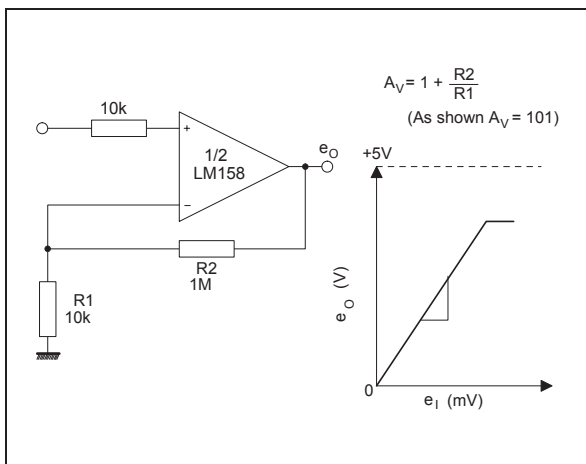 10k
+
1/2
LM158
–
e_O
R2
1M
R1
10k
A_V = 1 + R2/R1
(As shown A_V = 101)
+5V
e_O (V)
0
e_I (mV)